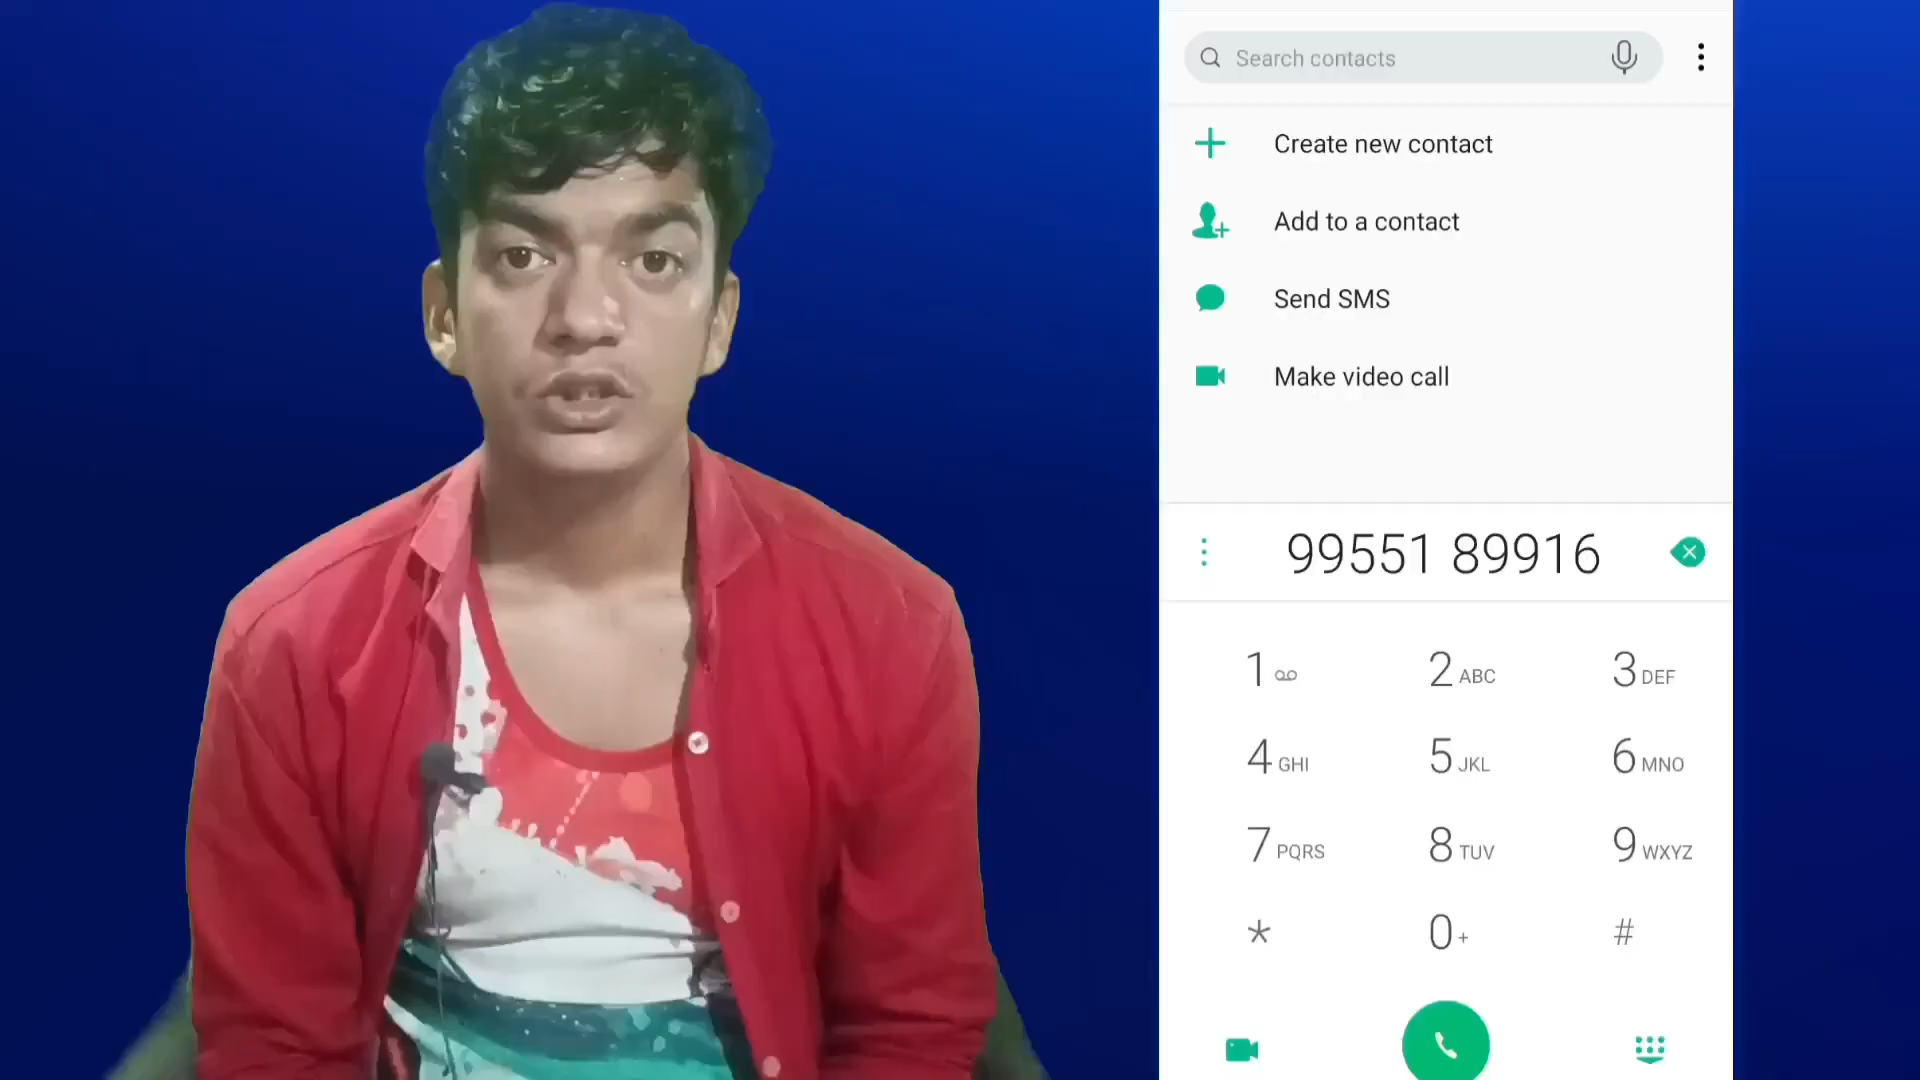 Search contacts
Create new contact
Add to a contact
Send SMS
Make video call
99551 89916
1
2 ABC
3 DEF
4 GHI
5 JKL
6 MNO
7 PQRS
8 TUV
9 WXYZ
*
0 +
#